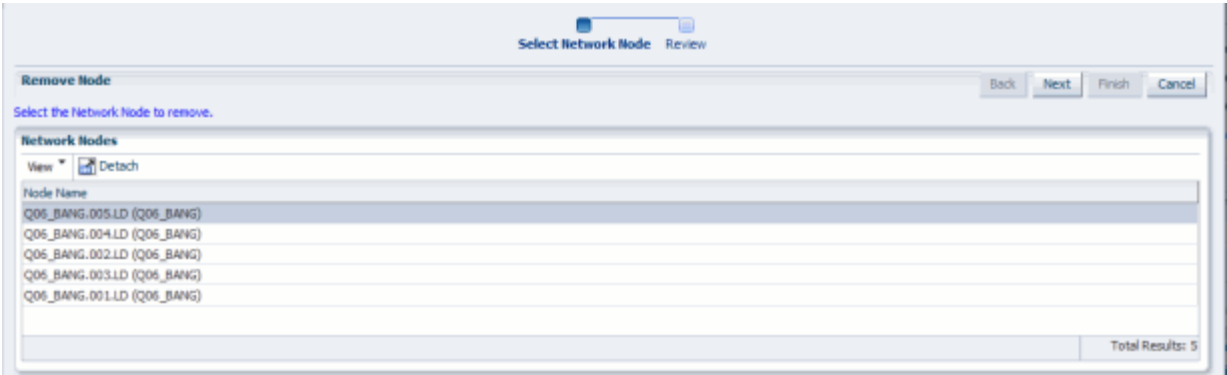 Select Network Node Review
Remove Node
Back Next Finish Cancel
Select the Network Node to remove.
Network Nodes
View Detach
Node Name
Q06_BANG.005.LD (Q06_BANG)
Q06_BANG.004.LD (Q06_BANG)
Q06_BANG.002.LD (Q06_BANG)
Q06_BANG.003.LD (Q06_BANG)
Q06_BANG.001.LD (Q06_BANG)
Total Results: 5